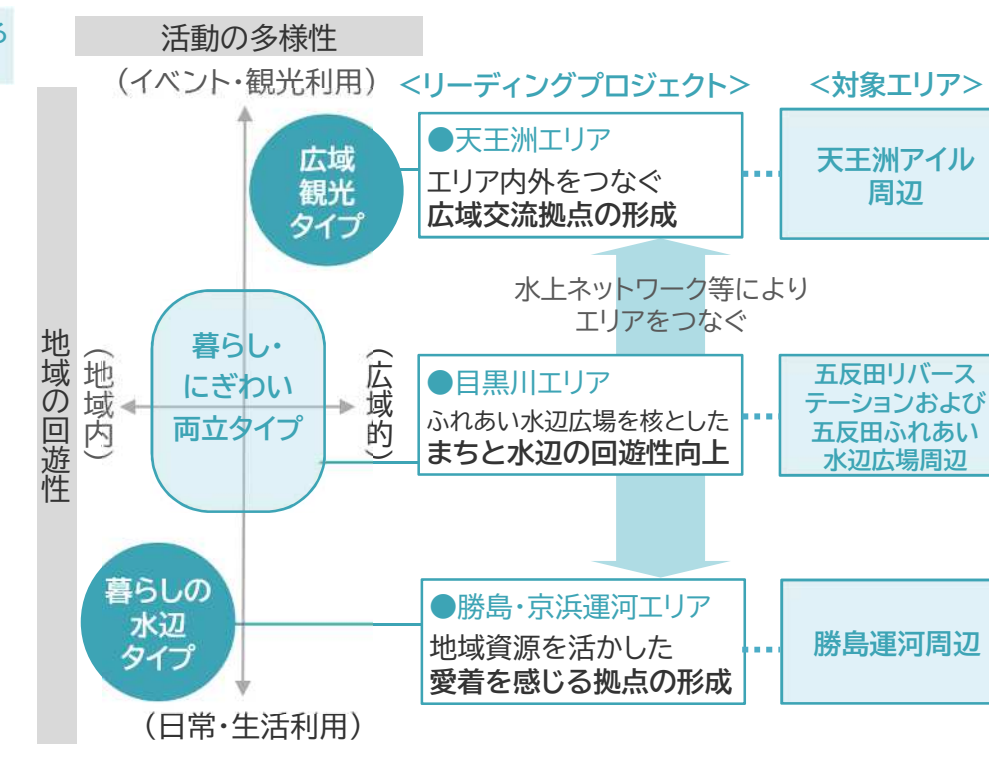 る
活動の多様性
（イベント・観光利用）
＜リーディングプロジェクト＞
＜対象エリア＞
広域
観光
タイプ
●天王洲エリア
エリア内外をつなぐ
広域交流拠点の形成
天王洲アイル
周辺
水上ネットワーク等により
エリアをつなぐ
地域の回遊性
（地域内）
暮らし・
にぎわい
両立タイプ
（広域的）
●目黒川エリア
ふれあい水辺広場を核とした
まちと水辺の回遊性向上
五反田リバース
テーションおよび
五反田ふれあい
水辺広場周辺
暮らしの
水辺
タイプ
●勝島・京浜運河エリア
地域資源を活かした
愛着を感じる拠点の形成
勝島運河周辺
（日常・生活利用）